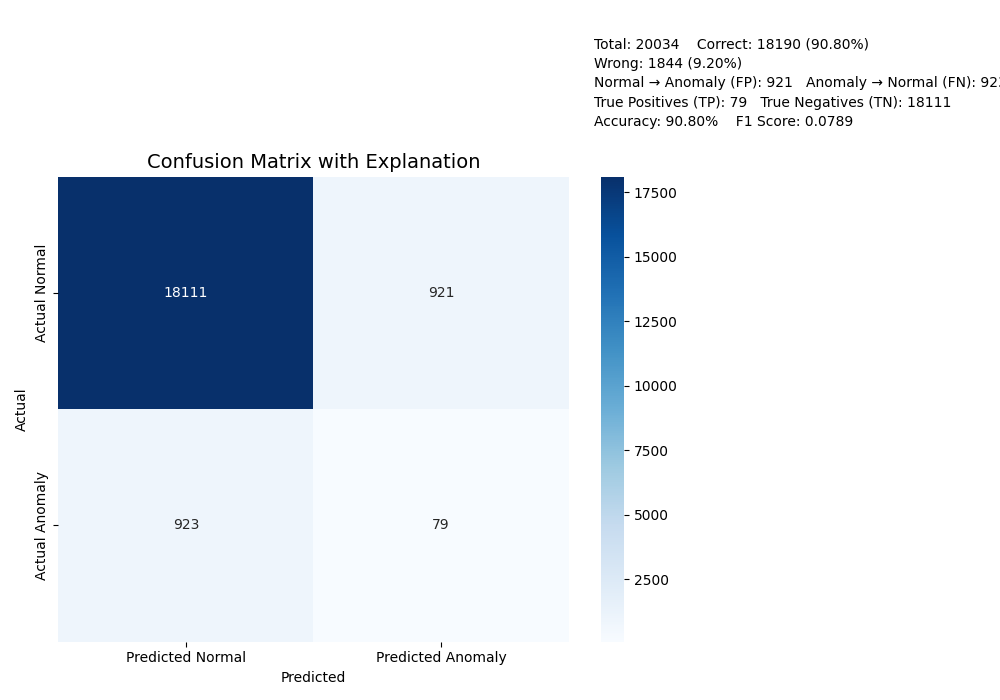 Total: 20034    Correct: 18190 (90.80%)
Wrong: 1844 (9.20%)
Normal → Anomaly (FP): 921   Anomaly → Normal (FN): 923
True Positives (TP): 79   True Negatives (TN): 18111
Accuracy: 90.80%    F1 Score: 0.0789
Confusion Matrix with Explanation
Actual
Actual Normal
18111
921
Actual Anomaly
923
79
Predicted Normal
Predicted Anomaly
Predicted
17500
15000
12500
10000
7500
5000
2500